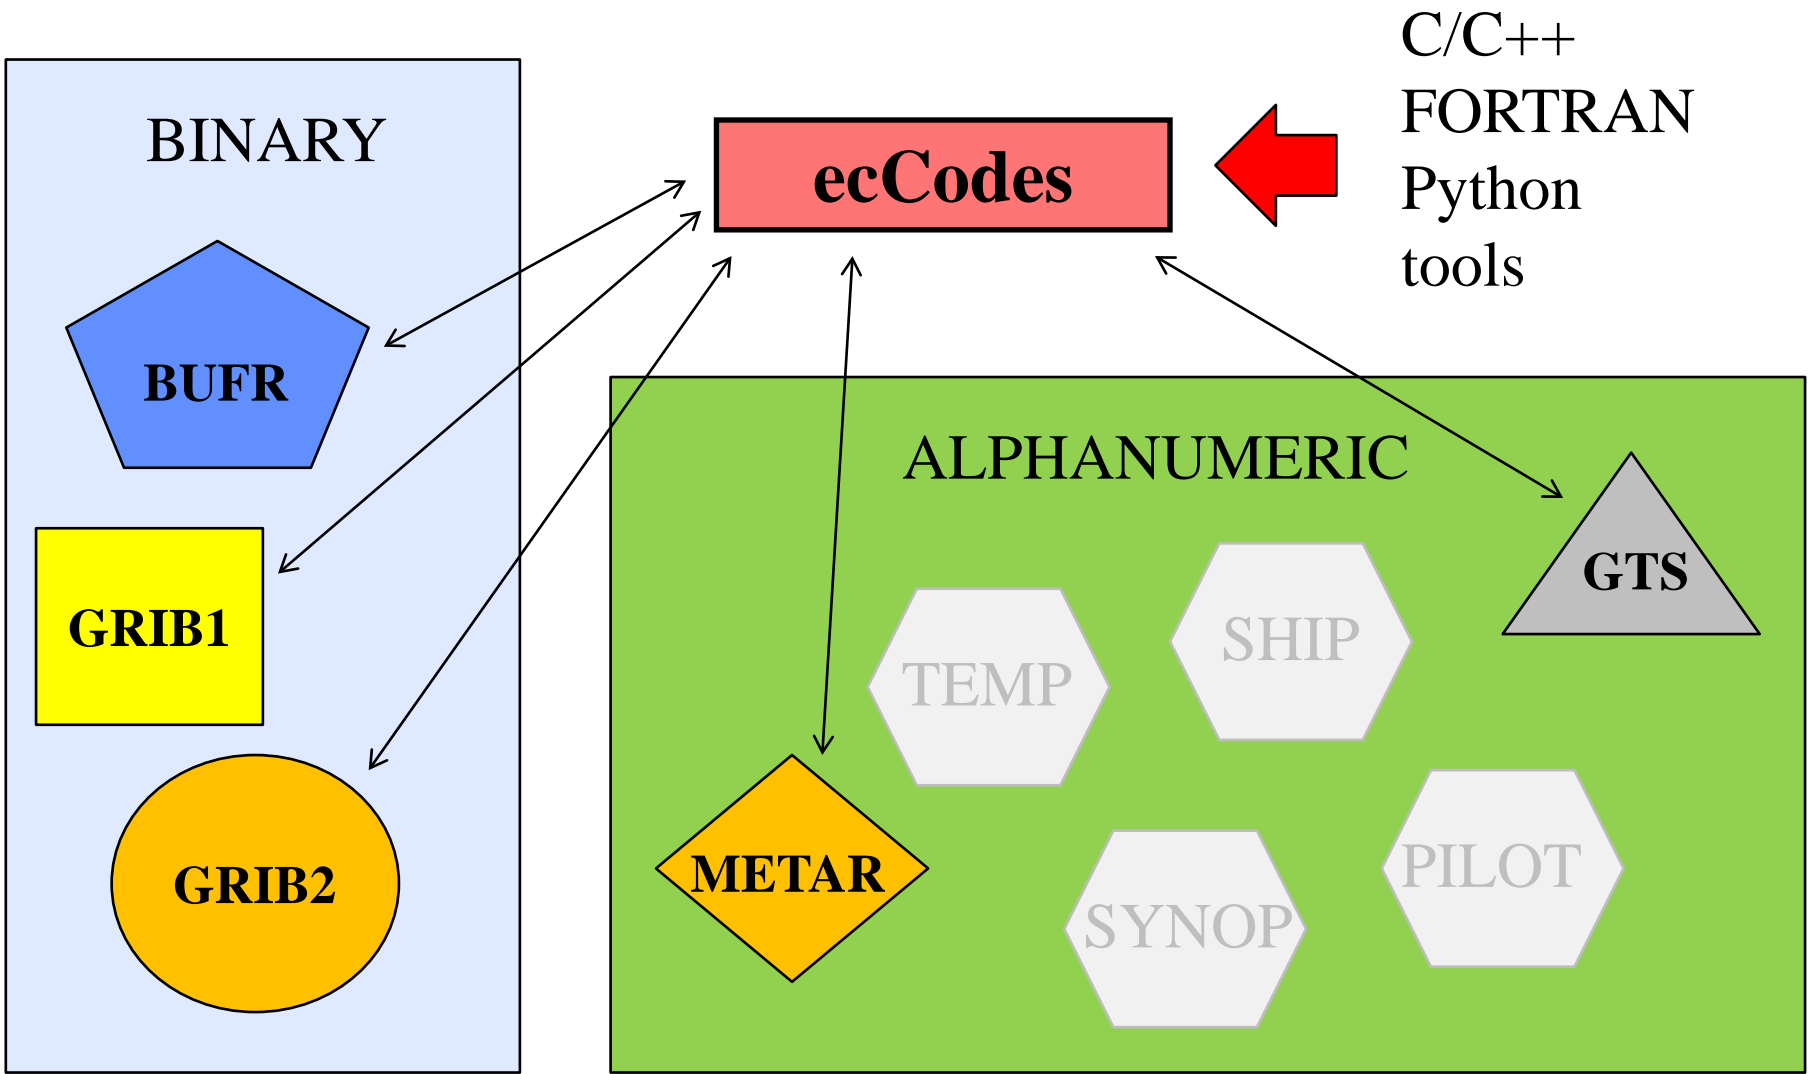 C/C++
FORTRAN
Python
tools
ecCodes
BINARY
BUFR
GRIB1
GRIB2
ALPHANUMERIC
GTS
SHIP
TEMP
METAR
PILOT
SYNOP